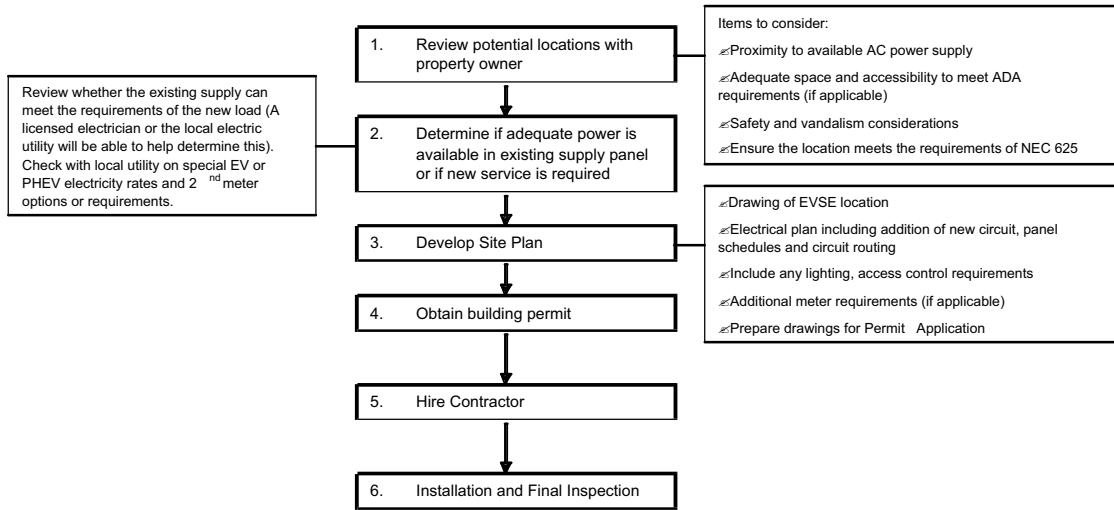 1. Review potential locations with
property owner
Items to consider:
Proximity to available AC power supply
Adequate space and accessibility to meet ADA
requirements (if applicable)
Safety and vandalism considerations
Ensure the location meets the requirements of NEC 625
Review whether the existing supply can
meet the requirements of the new load (A
licensed electrician or the local electric
utility will be able to help determine this).
Check with local utility on special EV or
PHEV electricity rates and 2 nd meter
options or requirements.
2. Determine if adequate power is
available in existing supply panel
or if new service is required
3. Develop Site Plan
Drawing of EVSE location
Electrical plan including addition of new circuit, panel
schedules and circuit routing
Include any lighting, access control requirements
Additional meter requirements (if applicable)
Prepare drawings for Permit Application
4. Obtain building permit
5. Hire Contractor
6. Installation and Final Inspection